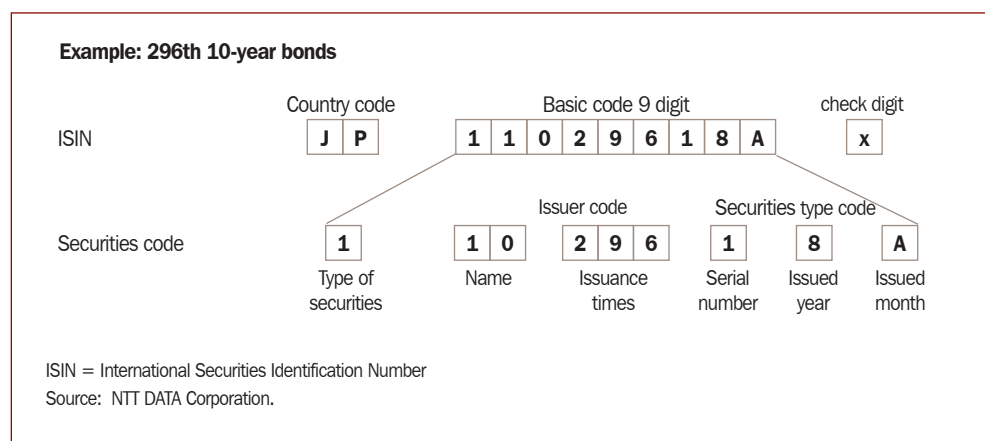 Example: 296th 10-year bonds
Country code Basic code 9 digit check digit
ISIN J P 1 1 0 2 9 6 1 8 A x
Issuer code Securities type code
Securities code 1 1 0 2 9 6 1 8 A
Type of Name Issuance Serial Issued Issued
securities times number year month
ISIN = International Securities Identification Number
Source: NTT DATA Corporation.